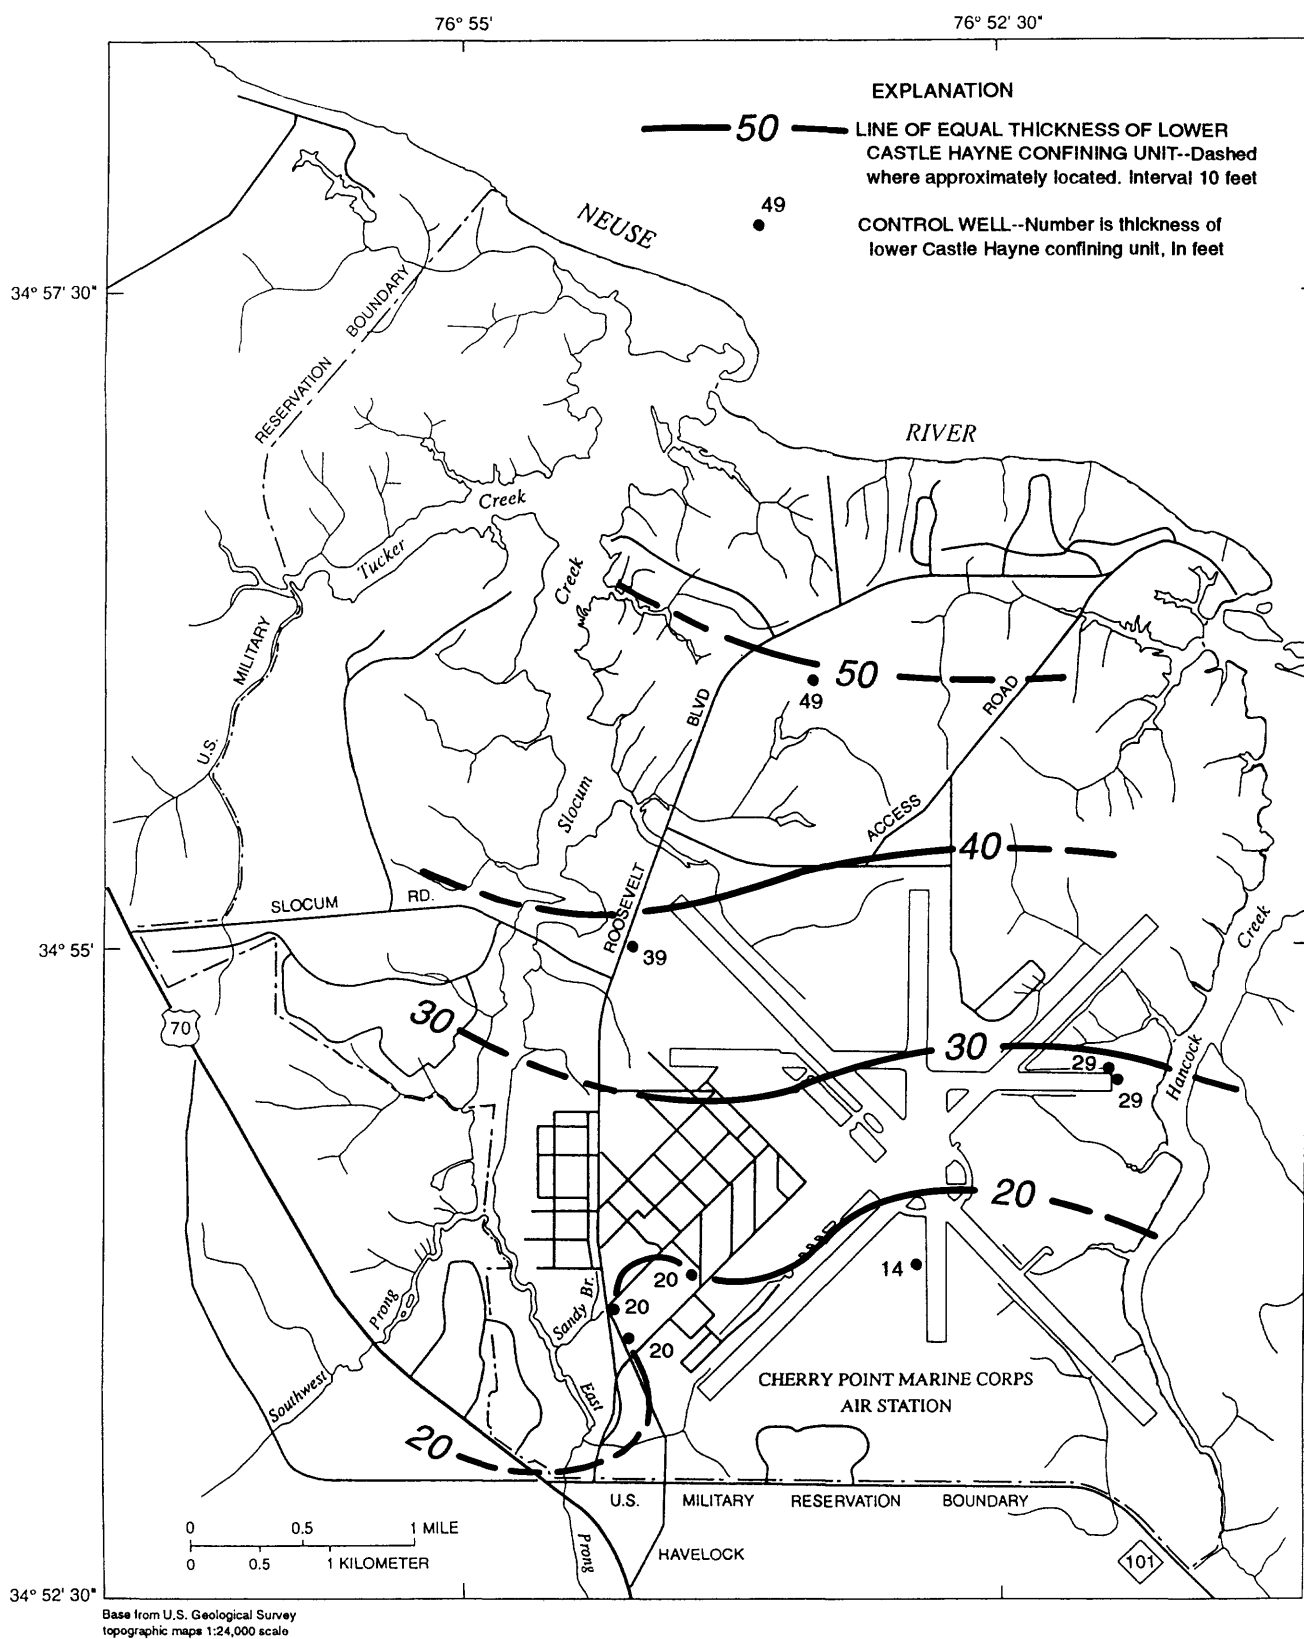 76° 55'
76° 52' 30"
EXPLANATION
50
LINE OF EQUAL THICKNESS OF LOWER
CASTLE HAYNE CONFINING UNIT--Dashed
where approximately located. Interval 10 feet
49
CONTROL WELL--Number is thickness of
lower Castle Hayne confining unit, in feet
NEUSE
34° 57' 30"
RESERVATION BOUNDARY
RIVER
Creek
Tucker
Creek
U.S. MILITARY
50
49
BLVD
ROAD
Slocum
ACCESS
40
ROOSEVELT
SLOCUM RD.
Creek
34° 55'
39
70
30
30
29
29
Hancock
20
20
14
20
Sandy Br.
20
Prong
East
Southwest
CHERRY POINT MARINE CORPS
AIR STATION
20
U.S. MILITARY RESERVATION BOUNDARY
0 0.5 1 MILE
0 0.5 1 KILOMETER
Prong
HAVELOCK
101
34° 52' 30"
Base from U.S. Geological Survey
topographic maps 1:24,000 scale